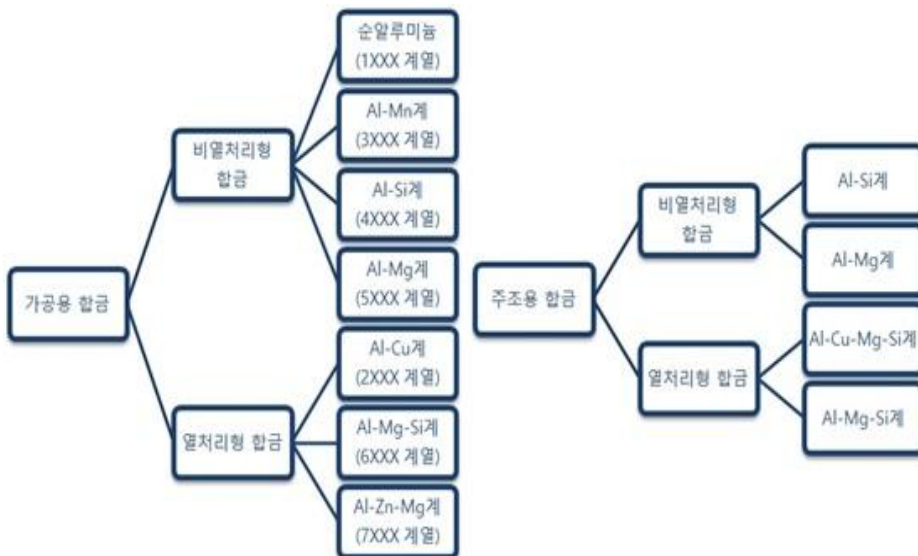 가공용 합금
비열처리형
합금
순알루미늄
(1XXX 계열)
Al-Mn계
(3XXX 계열)
Al-Si계
(4XXX 계열)
Al-Mg계
(5XXX 계열)
열처리형 합금
Al-Cu계
(2XXX 계열)
Al-Mg-Si계
(6XXX 계열)
Al-Zn-Mg계
(7XXX 계열)
주조용 합금
비열처리형
합금
Al-Si계
Al-Mg계
열처리형 합금
Al-Cu-Mg-Si계
Al-Mg-Si계